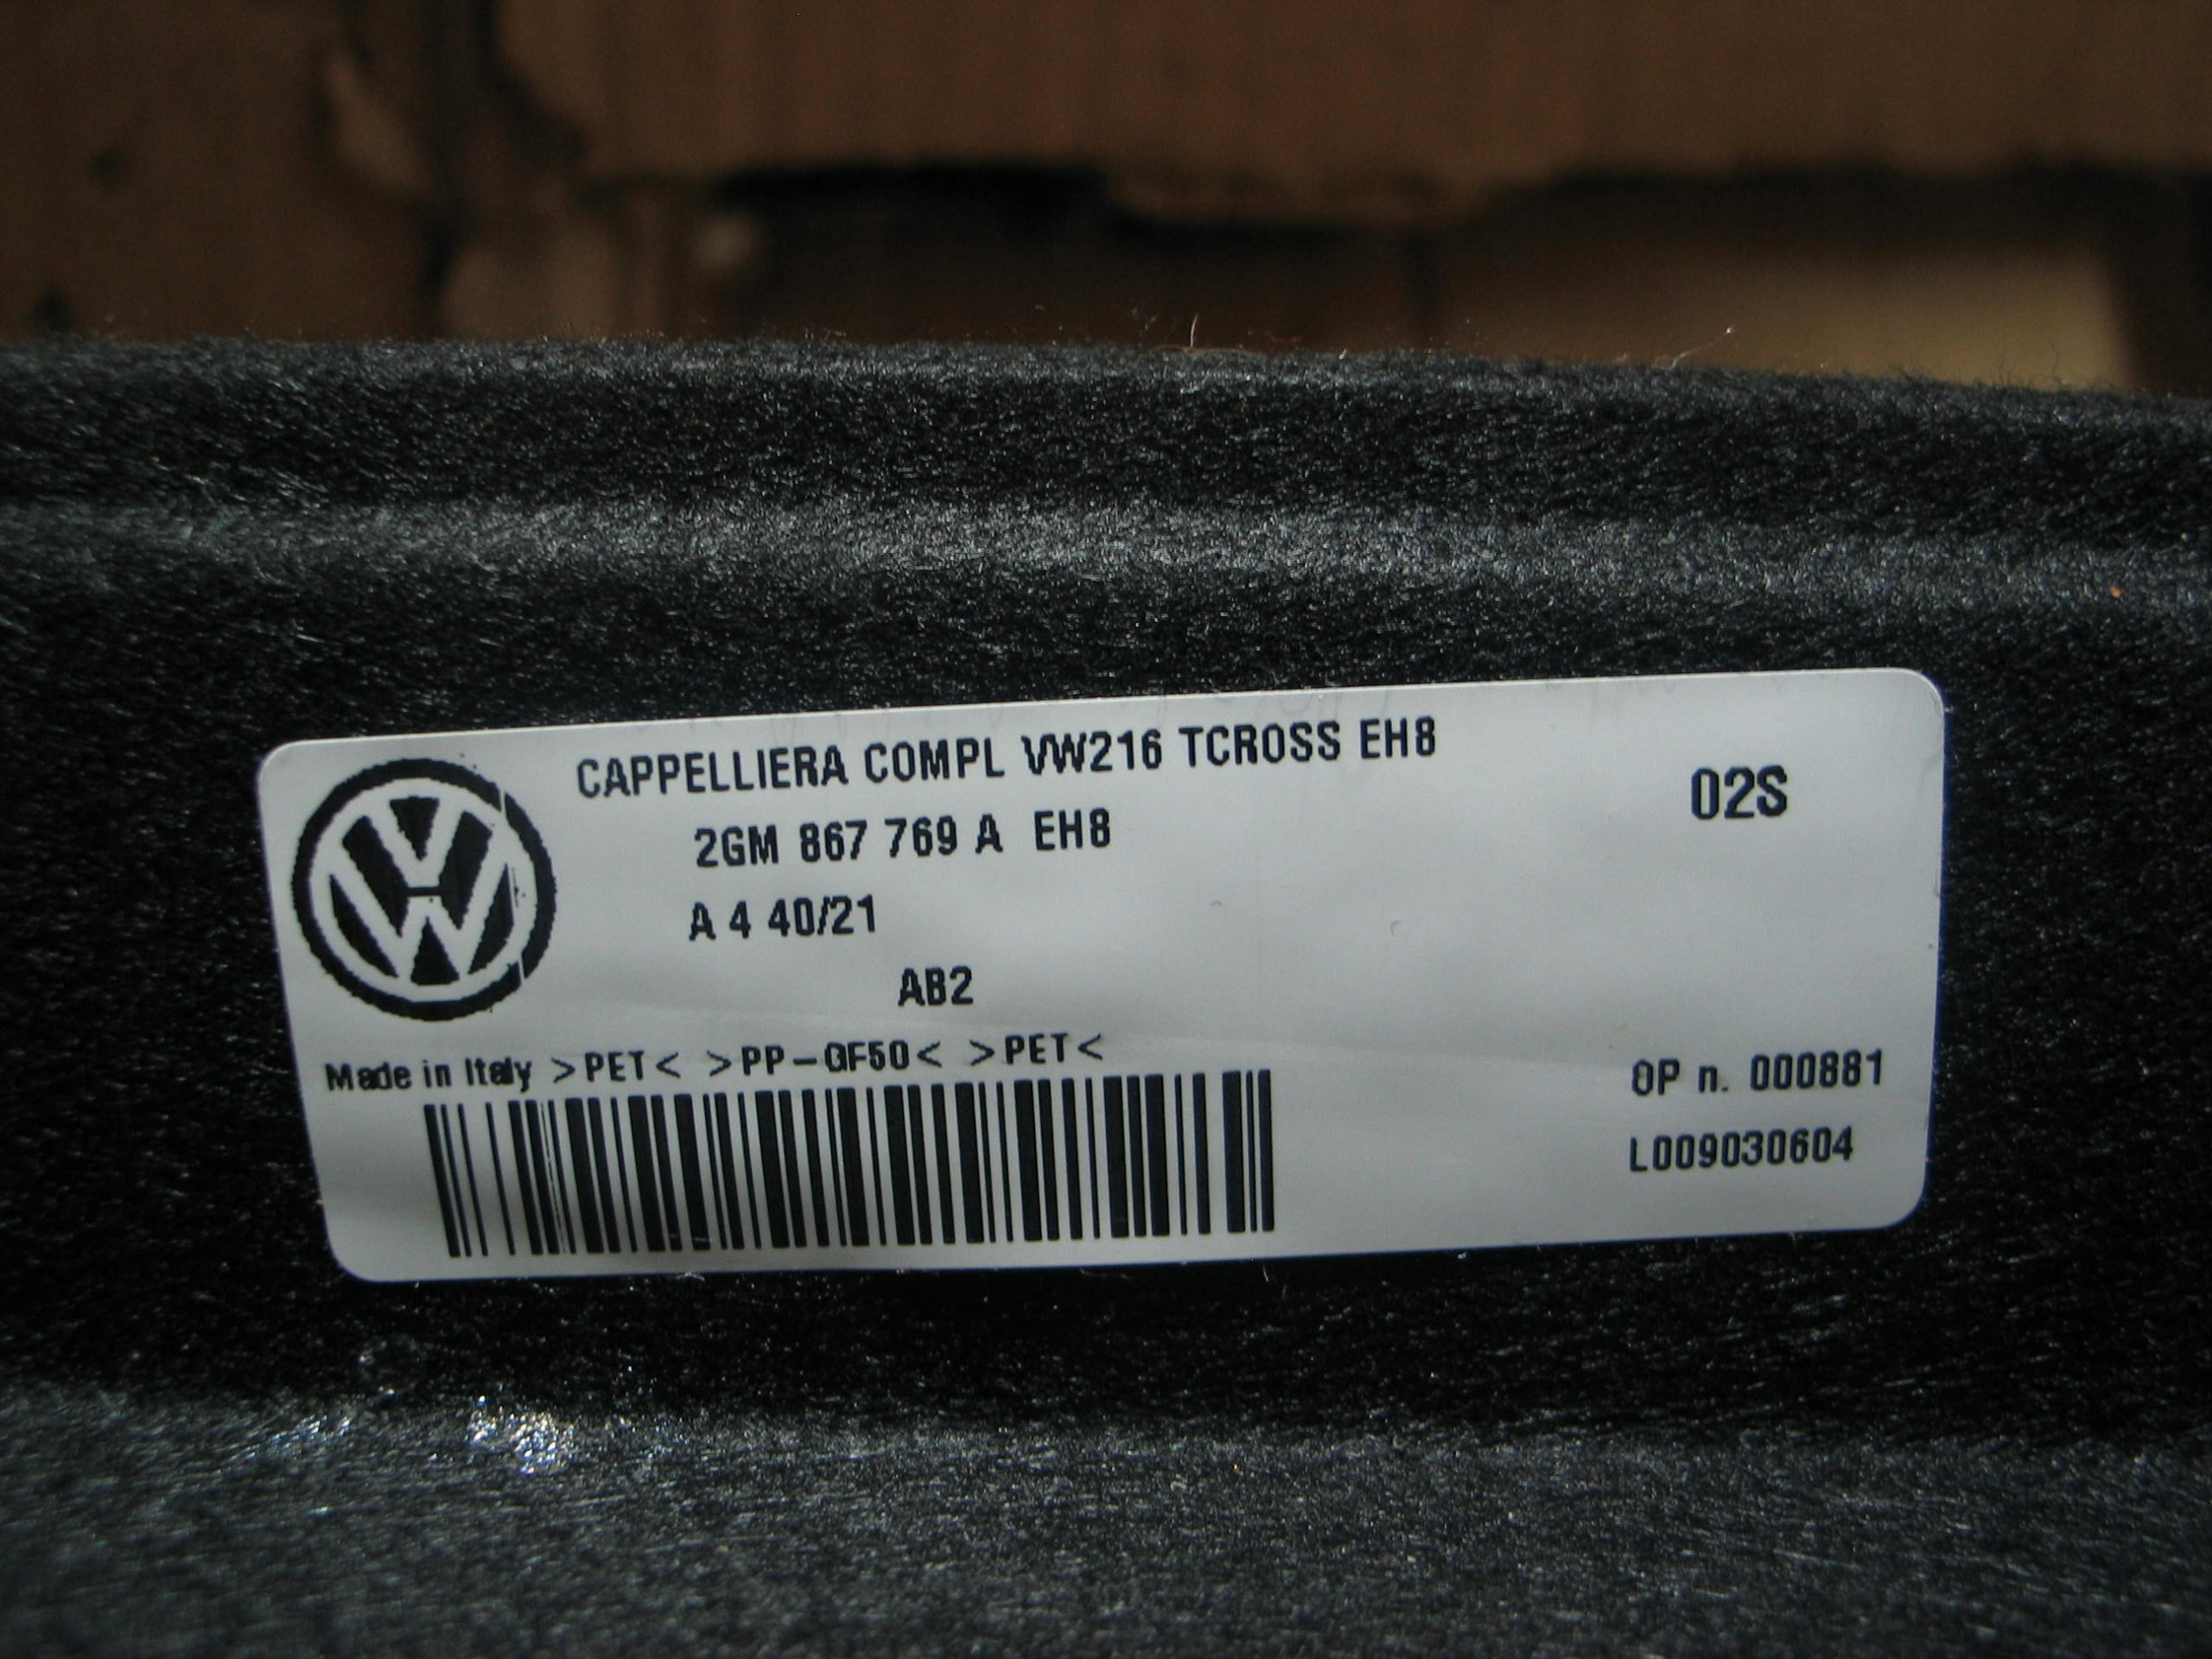 CAPPELLIERA COMPL VW216 TCROSS EH8
02S
2GM 867 769 A EH8
A 4 40/21
AB2
Made in Italy >PET< >PP-GF50< >PET<
OP n. 000881
L009030604